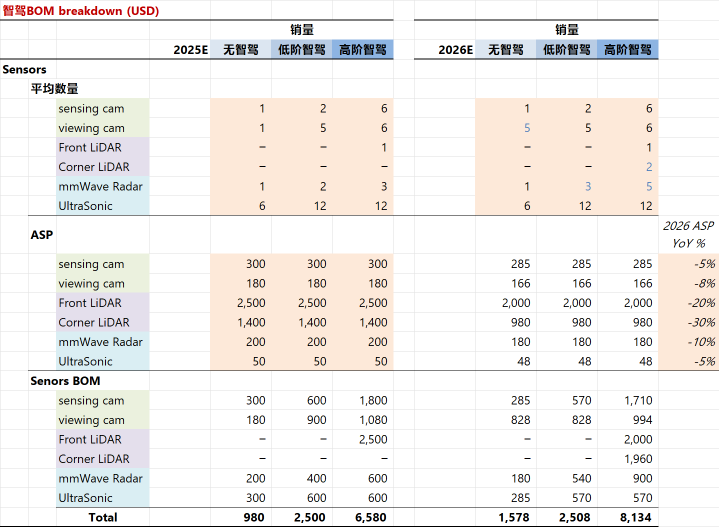 智驾BOM breakdown (USD)
销量 销量
2025E 无智驾 低阶智驾 高阶智驾 2026E 无智驾 低阶智驾 高阶智驾
Sensors
平均数量
sensing cam 1 2 6 1 2 6
viewing cam 1 5 6 5 5 6
Front LiDAR – – 1 – – 1
Corner LiDAR – – – – – 2
mmWave Radar 1 2 3 1 3 5
UltraSonic 6 12 12 6 12 12
ASP 2026 ASP YoY %
sensing cam 300 300 300 285 285 285 -5%
viewing cam 180 180 180 166 166 166 -8%
Front LiDAR 2,500 2,500 2,500 2,000 2,000 2,000 -20%
Corner LiDAR 1,400 1,400 1,400 980 980 980 -30%
mmWave Radar 200 200 200 180 180 180 -10%
UltraSonic 50 50 50 48 48 48 -5%
Senors BOM
sensing cam 300 600 1,800 285 570 1,710
viewing cam 180 900 1,080 828 828 994
Front LiDAR – – 2,500 – – 2,000
Corner LiDAR – – – – – 1,960
mmWave Radar 200 400 600 180 540 900
UltraSonic 300 600 600 285 570 570
Total 980 2,500 6,580 1,578 2,508 8,134